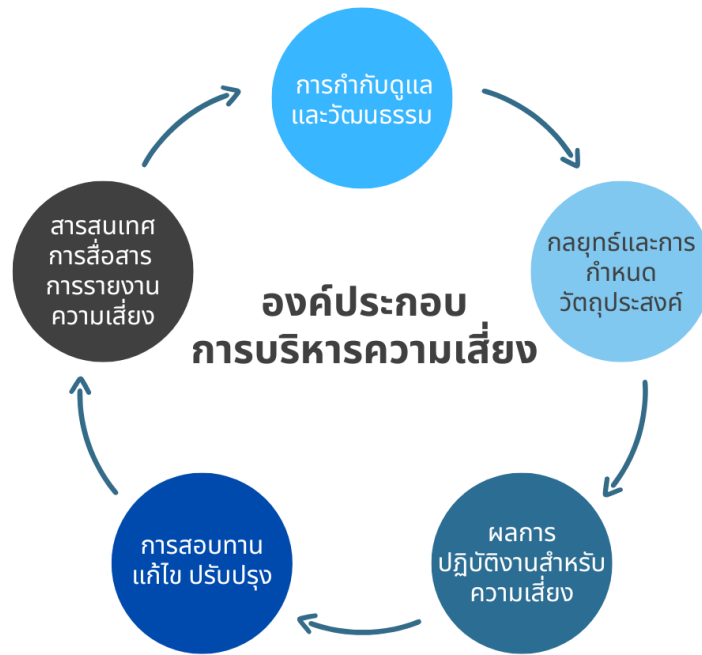 การกำกับดูแล
และวัฒนธรรม
กลยุทธ์และการ
กำหนด
วัตถุประสงค์
ผลการ
ปฏิบัติงานสำหรับ
ความเสี่ยง
การสอบทาน
แก้ไข ปรับปรุง
สารสนเทศ
การสื่อสาร
การรายงาน
ความเสี่ยง
องค์ประกอบ
การบริหารความเสี่ยง